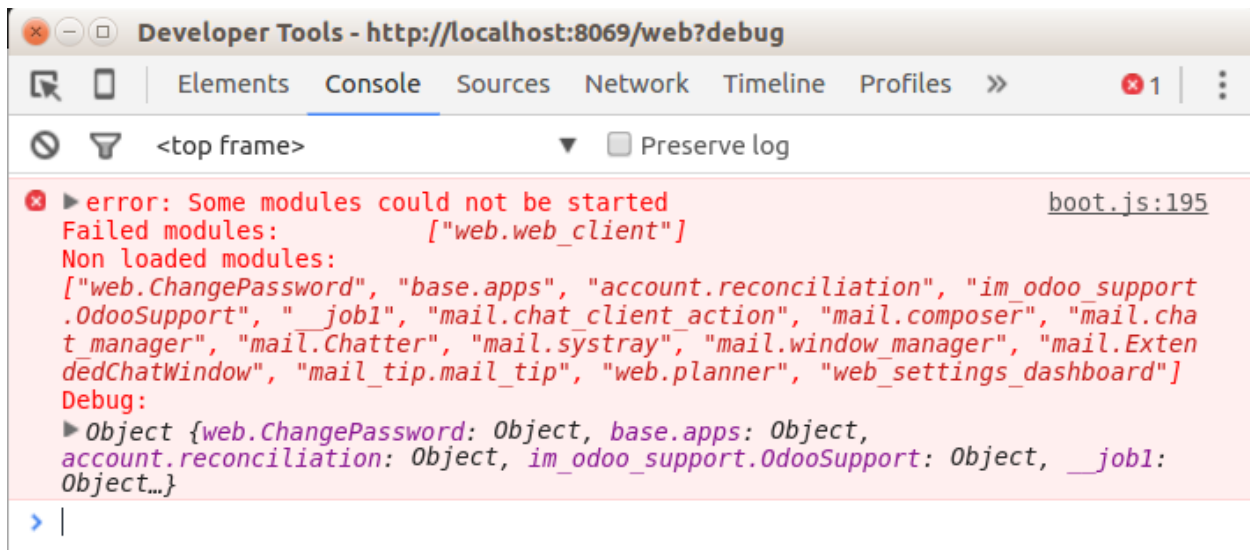 Developer Tools - http://localhost:8069/web?debug
Elements Console Sources Network Timeline Profiles » 1
<top frame> ▼ Preserve log
▶error: Some modules could not be started boot.js:195
Failed modules: ["web.web_client"]
Non loaded modules:
["web.ChangePassword", "base.apps", "account.reconciliation", "im_odoo_support
.OdooSupport", "__job1", "mail.chat_client_action", "mail.composer", "mail.cha
t_manager", "mail.Chatter", "mail.systray", "mail.window_manager", "mail.Exten
dedChatWindow", "mail_tip.mail_tip", "web.planner", "web_settings_dashboard"]
Debug:
▶Object {web.ChangePassword: Object, base.apps: Object,
account.reconciliation: Object, im_odoo_support.OdooSupport: Object, __job1:
Object…}
>